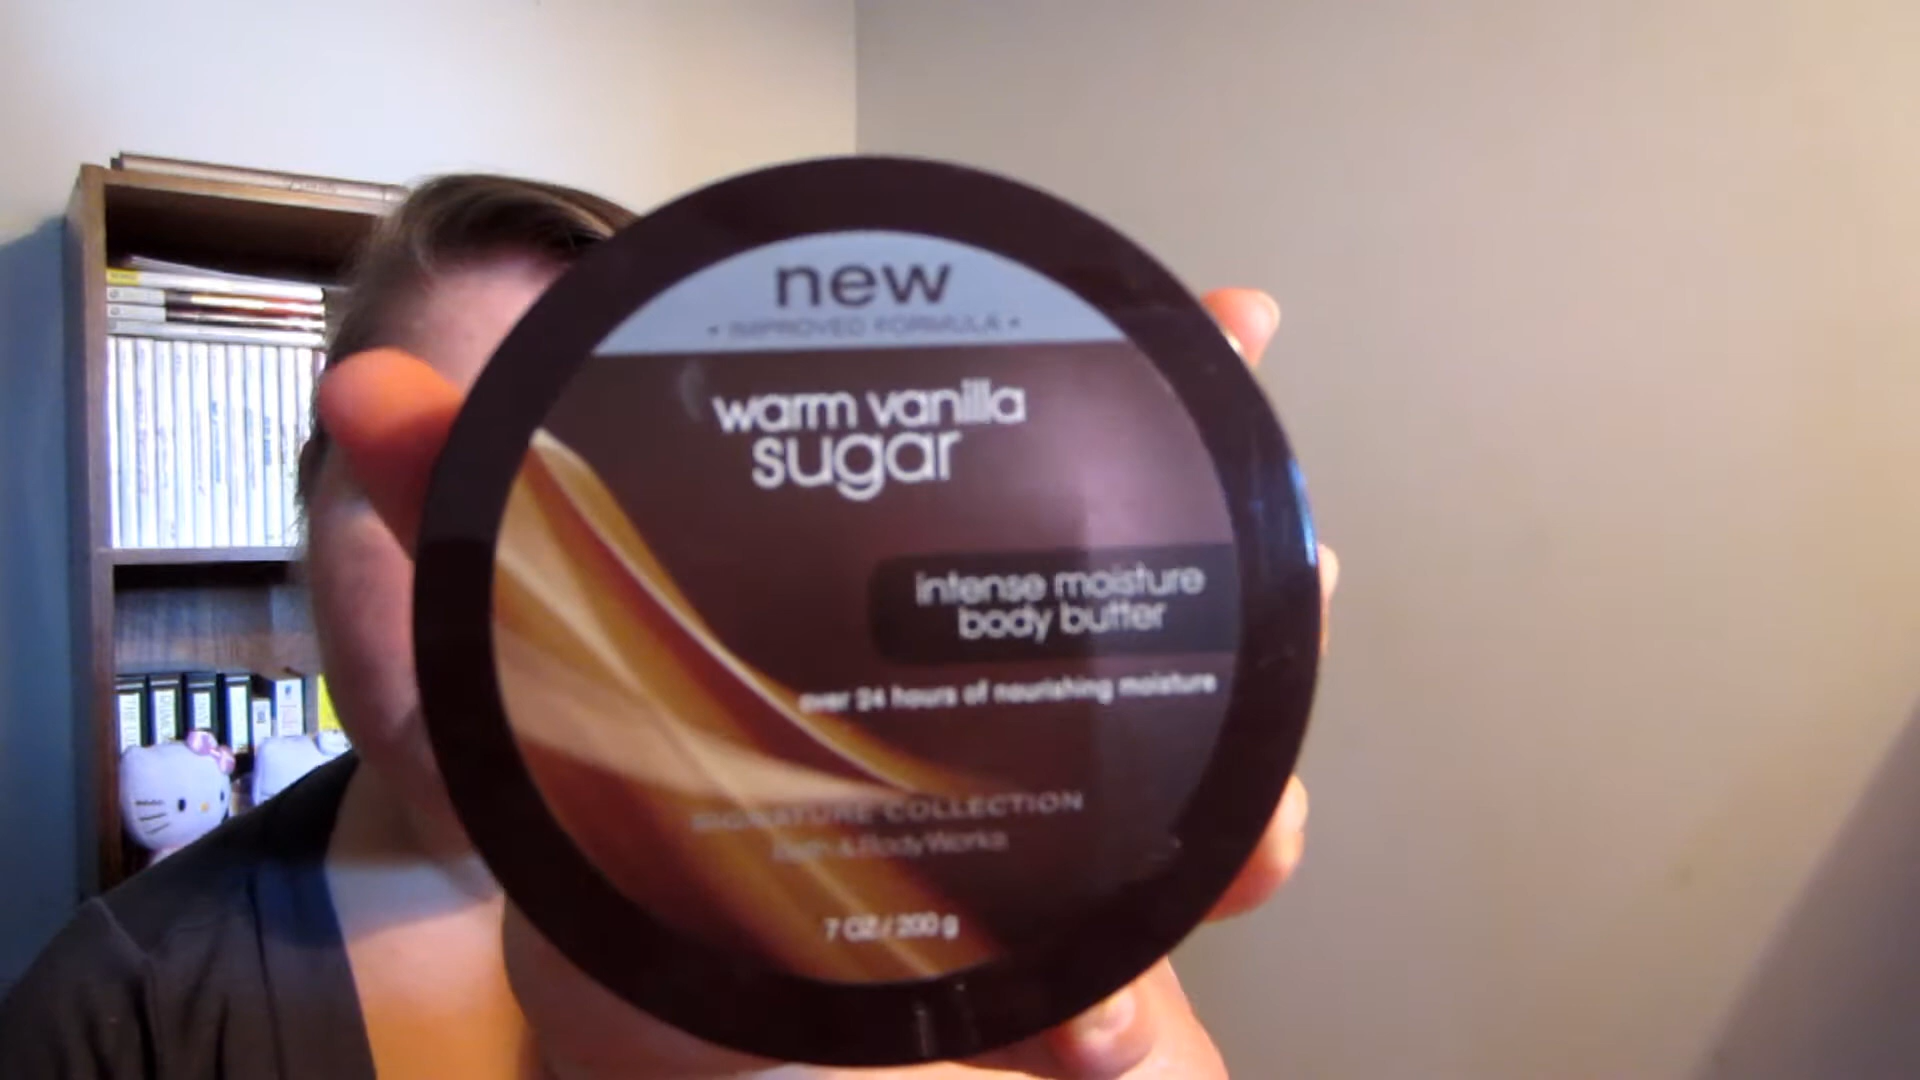 new
• IMPROVED FORMULA •
warm vanilla
sugar
intense moisture
body butter
over 24 hours of nourishing moisture
SIGNATURE COLLECTION
Bath & Body Works
7 OZ / 200 g